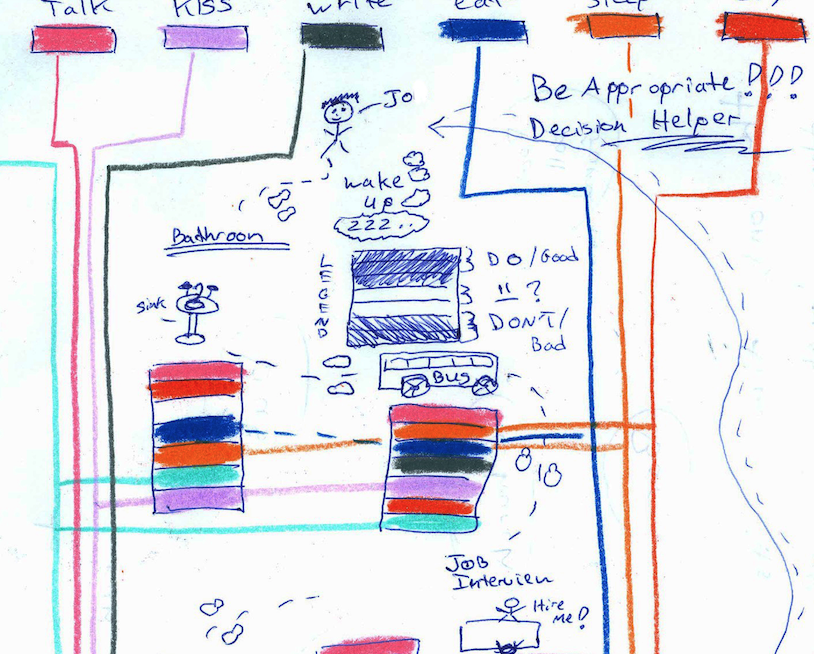 Talk
Kiss
write
eat
sleep
Be Appropriate!!!
Decision Helper
Jo
wake
up
zzz..
Bathroom
sink
LEGEND
DO/Good
= ?
DON'T/
Bad
BUS
JOB
Interview
Hire
me!